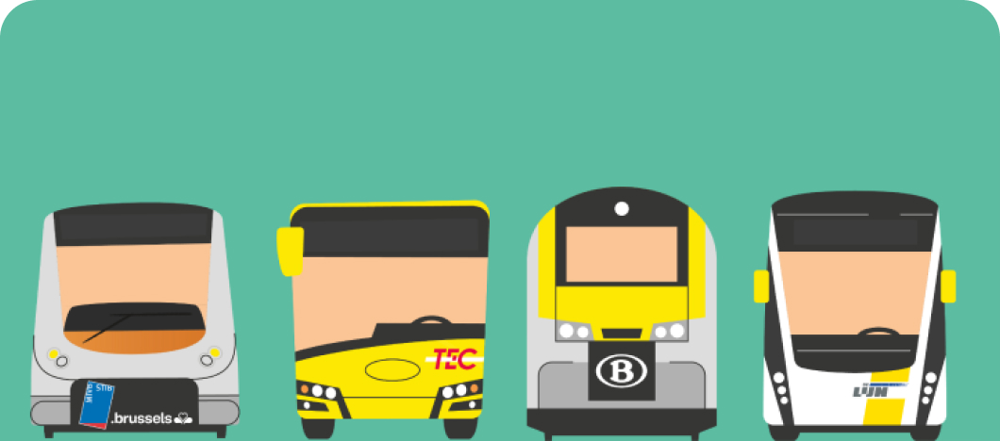 MIVB STIB
.brussels
TEC
B
LIJN